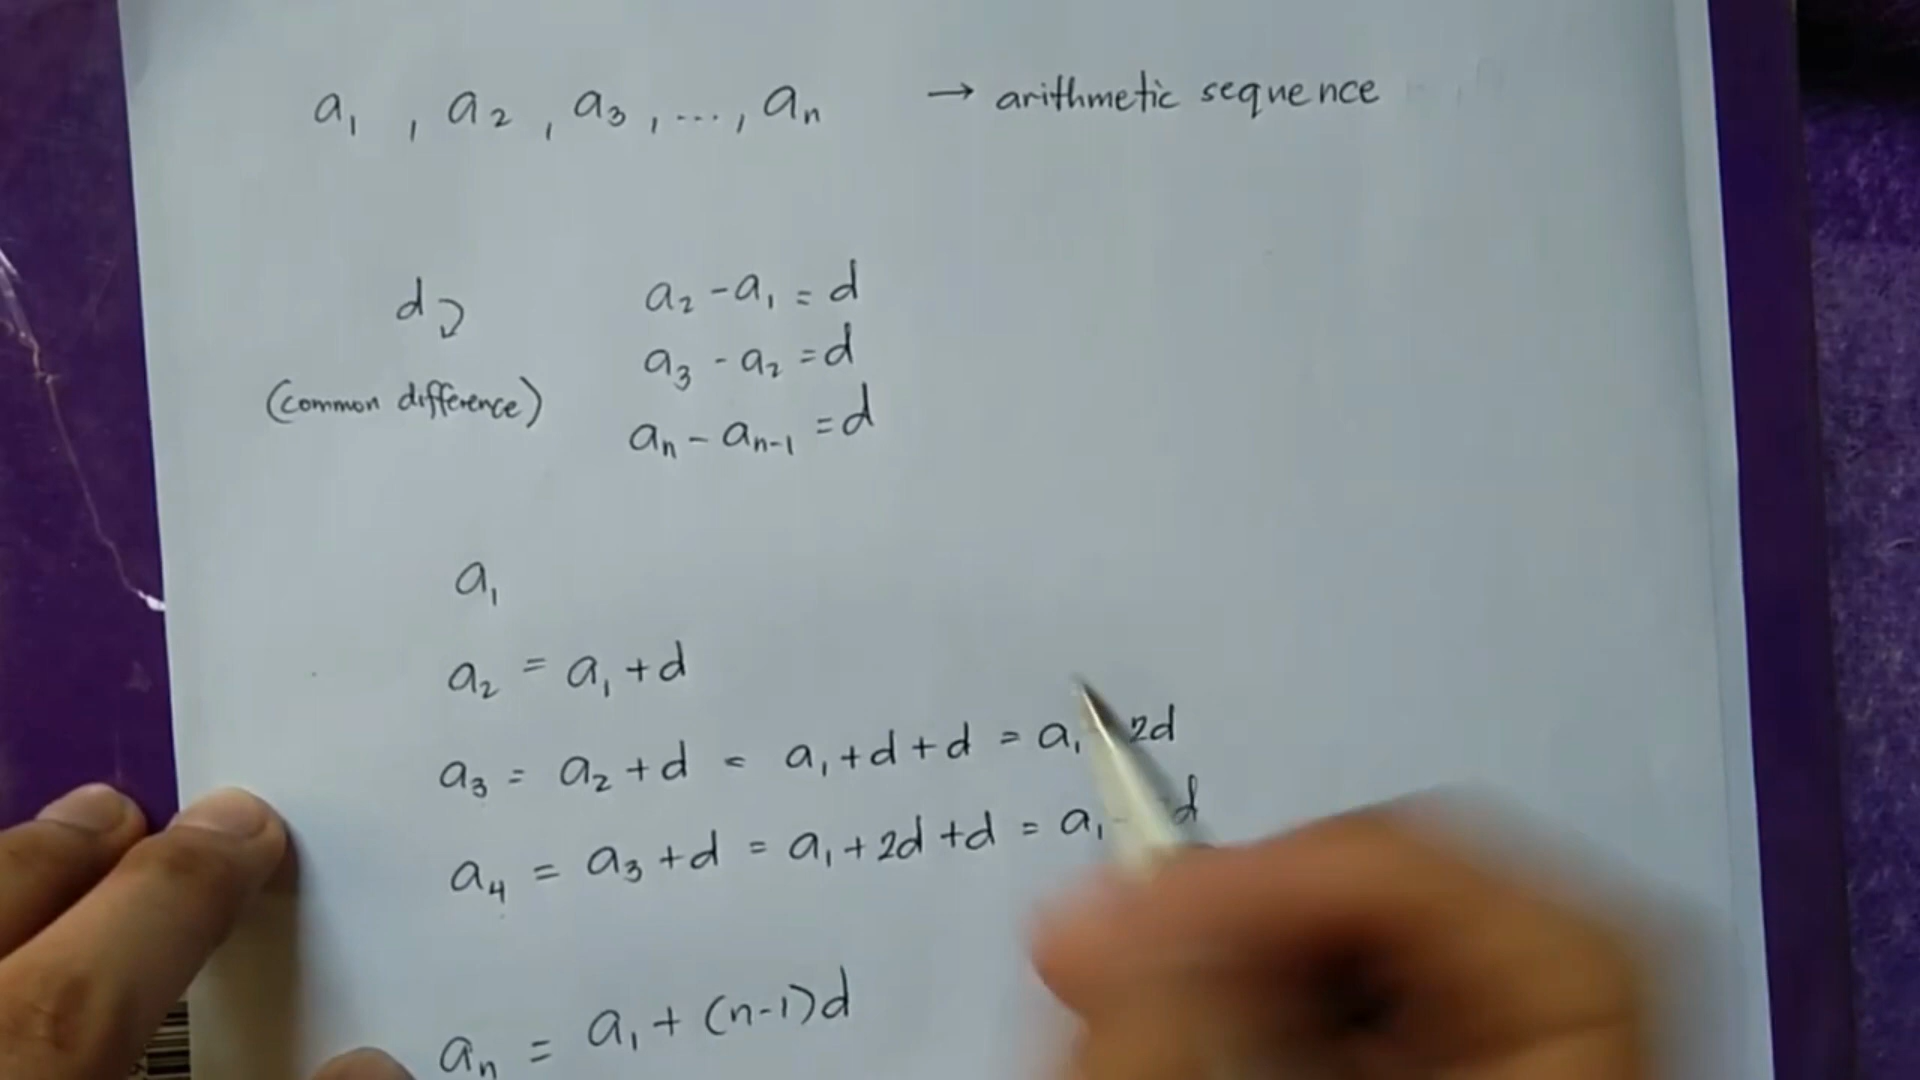 a₁ , a₂ , a₃ , ... , aₙ → arithmetic sequence
d
(common difference)
a₂ - a₁ = d
a₃ - a₂ = d
aₙ - aₙ₋₁ = d
a₁
a₂ = a₁ + d
a₃ = a₂ + d = a₁ + d + d = a₁ 2d
a₄ = a₃ + d = a₁ + 2d + d = a₁ d
aₙ = a₁ + (n-1)d